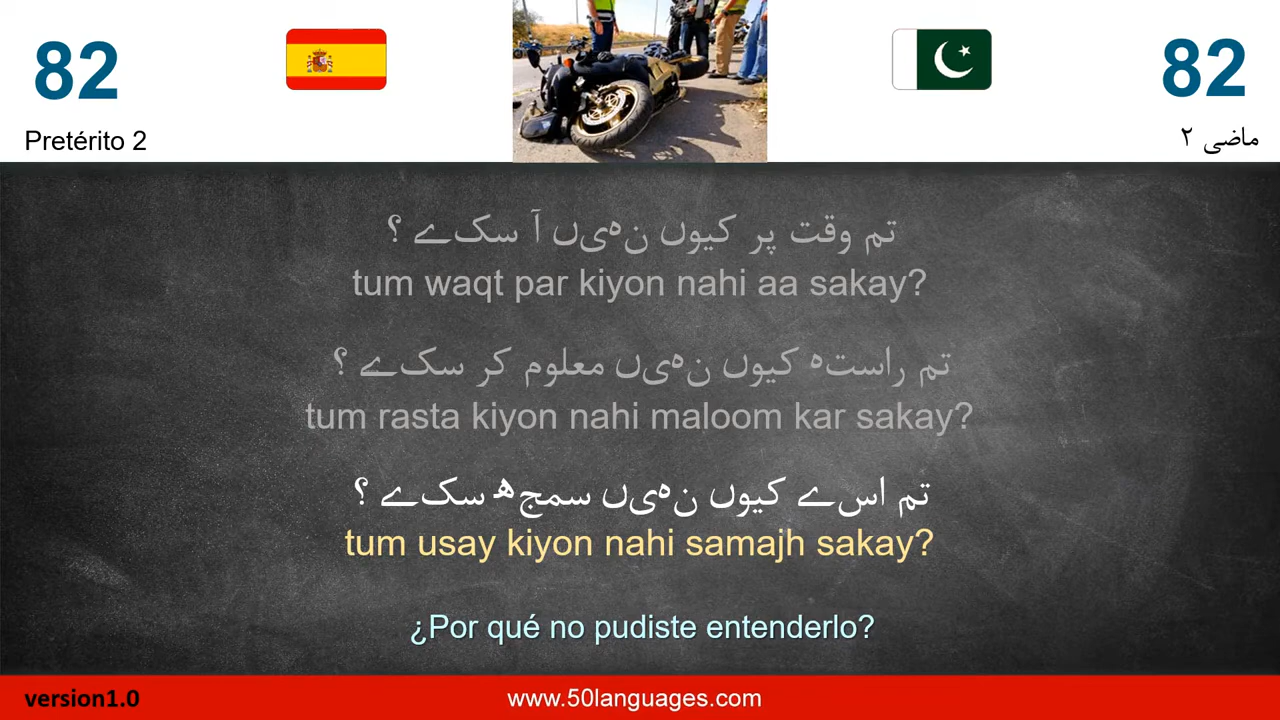 82
82
Pretérito 2
ماضی ۲
تم وقت پر کیوں نہیں آ سکے ؟
tum waqt par kiyon nahi aa sakay?
تم راستہ کیوں نہیں معلوم کر سکے ؟
tum rasta kiyon nahi maloom kar sakay?
تم اسے کیوں نہیں سمجھ سکے ؟
tum usay kiyon nahi samajh sakay?
¿Por qué no pudiste entenderlo?
version1.0
www.50languages.com